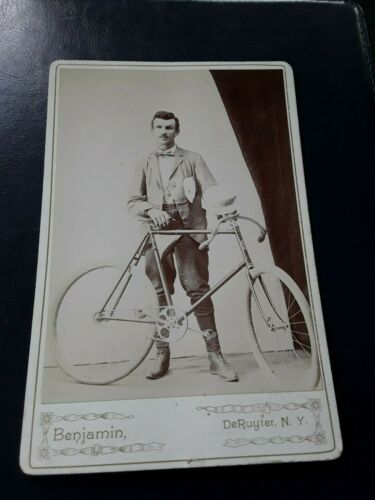 Benjamin,
DeRuyter, N. Y.